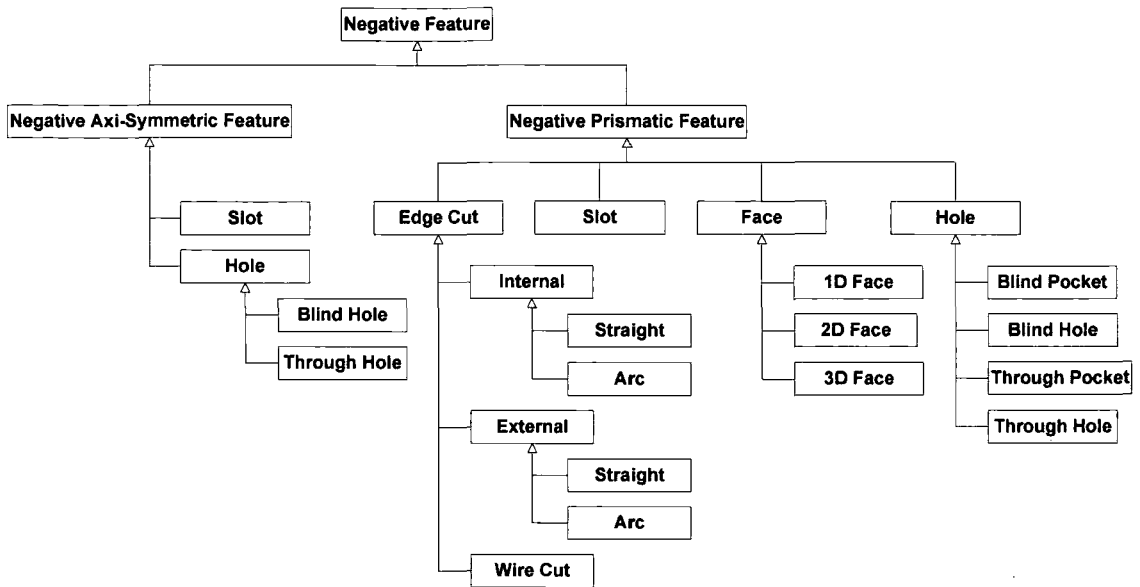 Negative Feature
Negative Axi-Symmetric Feature
Negative Prismatic Feature
Slot
Hole
Blind Hole
Through Hole
Edge Cut
Slot
Face
Hole
Internal
Straight
Arc
External
Straight
Arc
Wire Cut
1D Face
2D Face
3D Face
Blind Pocket
Blind Hole
Through Pocket
Through Hole